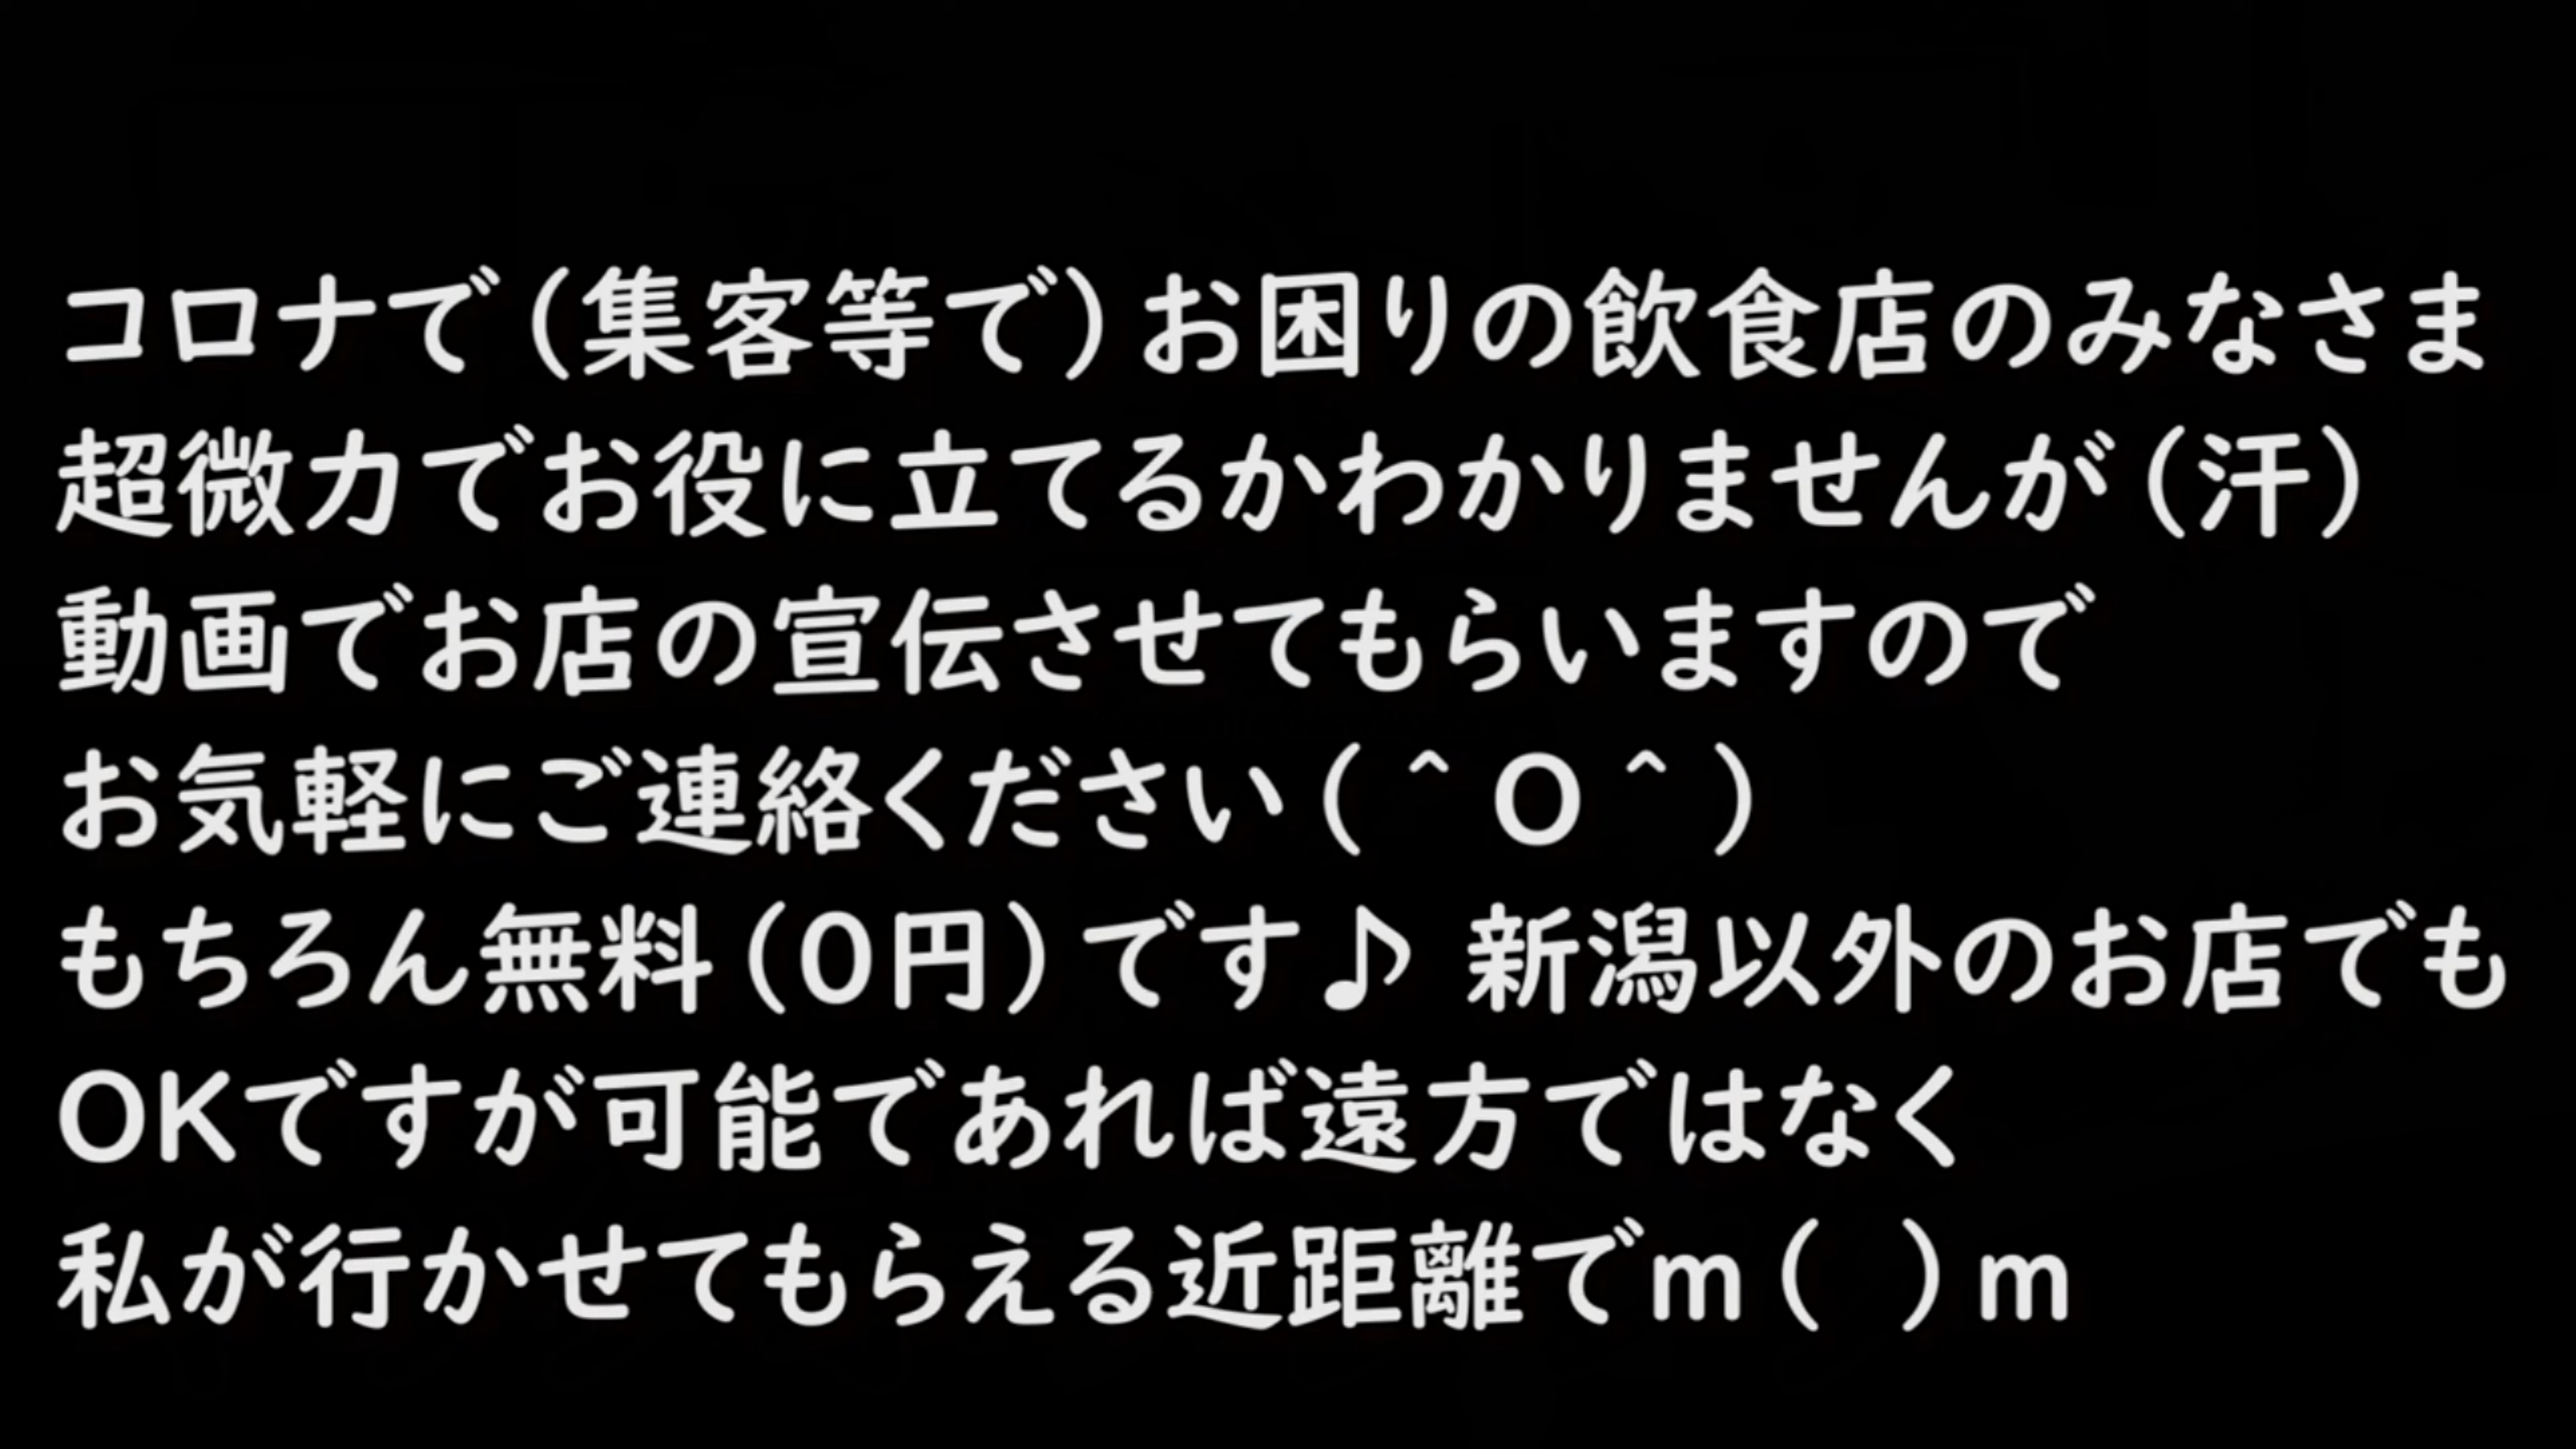 コロナで（集客等で）お困りの飲食店のみなさま
超微力でお役に立てるかわかりませんが（汗）
動画でお店の宣伝させてもらいますので
お気軽にご連絡ください（＾Ｏ＾）
もちろん無料（０円）です♪ 新潟以外のお店でも
OKですが可能であれば遠方ではなく
私が行かせてもらえる近距離でｍ（　）ｍ